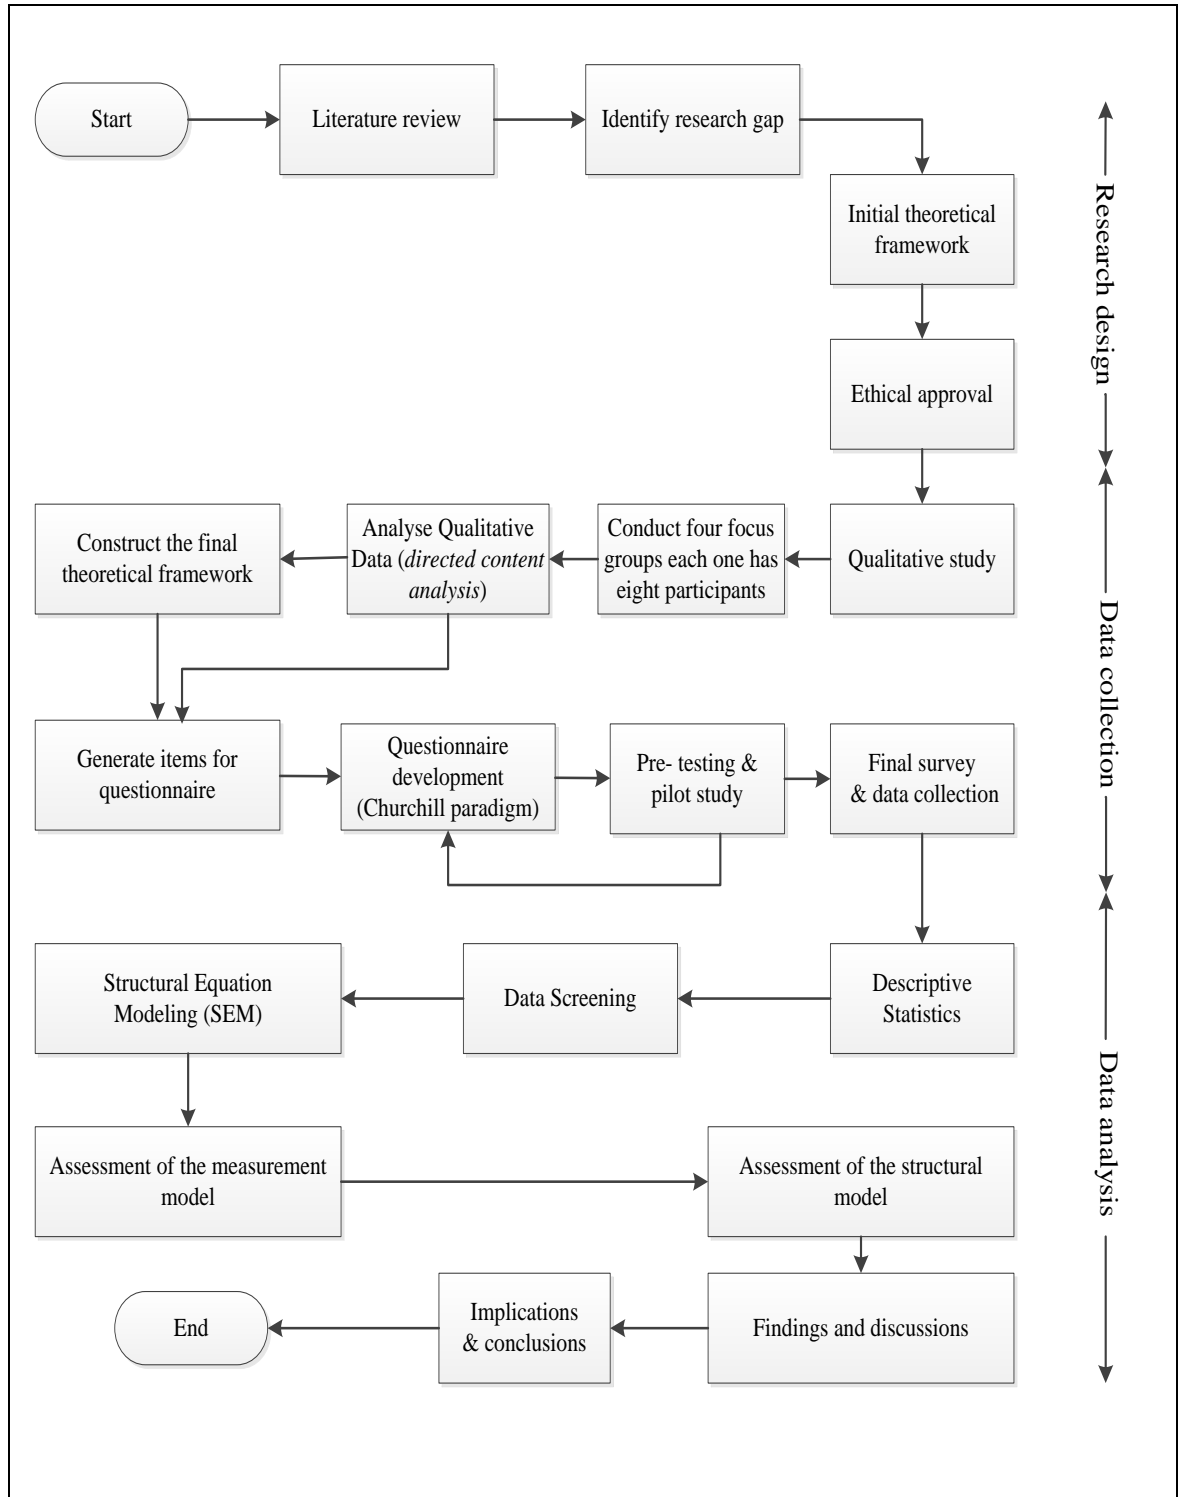 Start
Literature review
Identify research gap
Initial theoretical
framework
Ethical approval
Research design
Construct the final
theoretical framework
Analyse Qualitative
Data (directed content
analysis)
Conduct four focus
groups each one has
eight participants
Qualitative study
Generate items for
questionnaire
Questionnaire
development
(Churchill paradigm)
Pre- testing &
pilot study
Final survey
& data collection
Data collection
Structural Equation
Modeling (SEM)
Data Screening
Descriptive
Statistics
Assessment of the measurement
model
Assessment of the structural
model
End
Implications
& conclusions
Findings and discussions
Data analysis